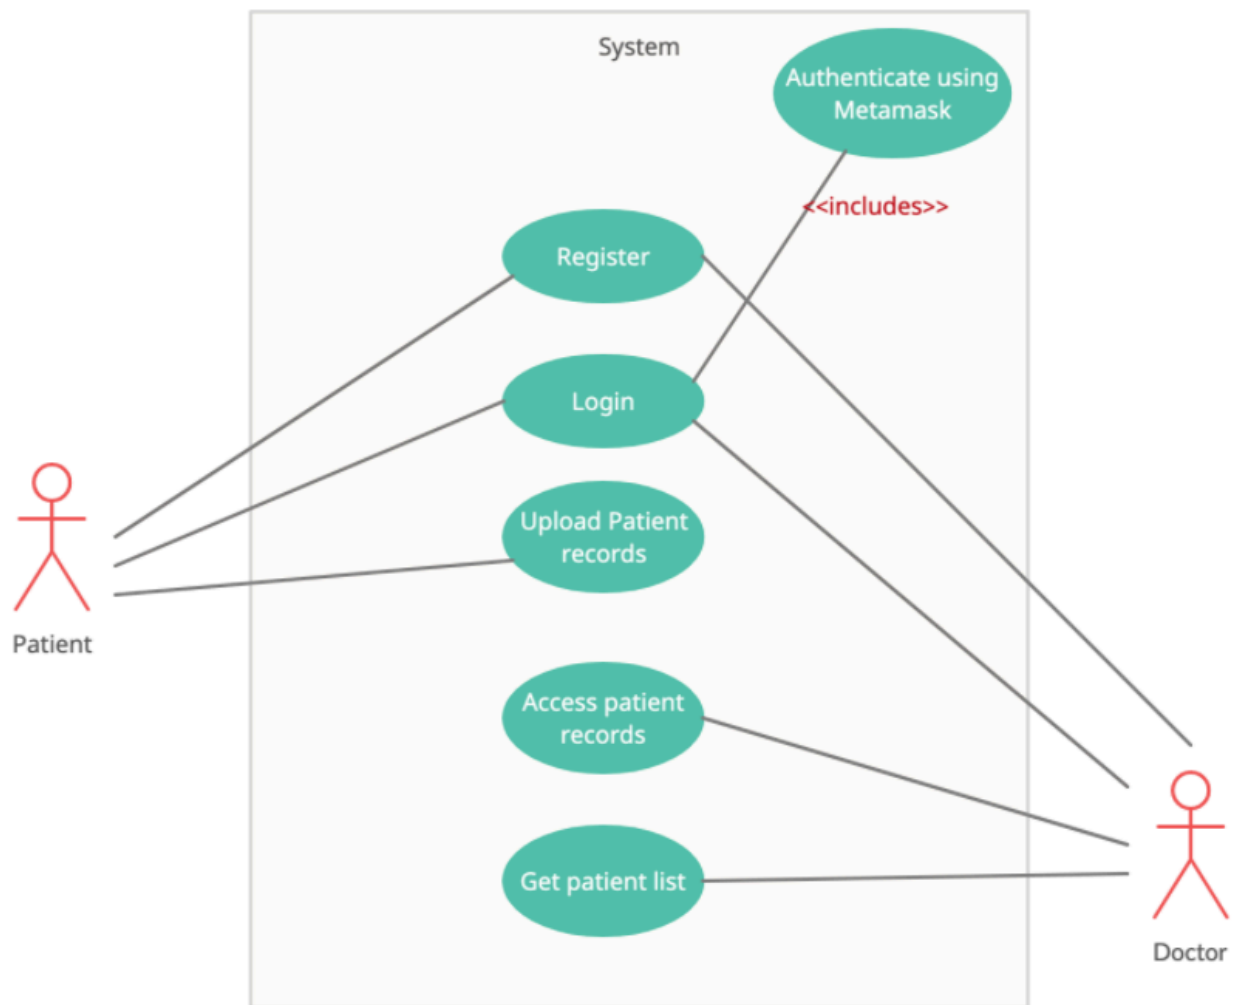 System
Authenticate using
Metamask
<<includes>>
Register
Login
Upload Patient
records
Patient
Access patient
records
Get patient list
Doctor